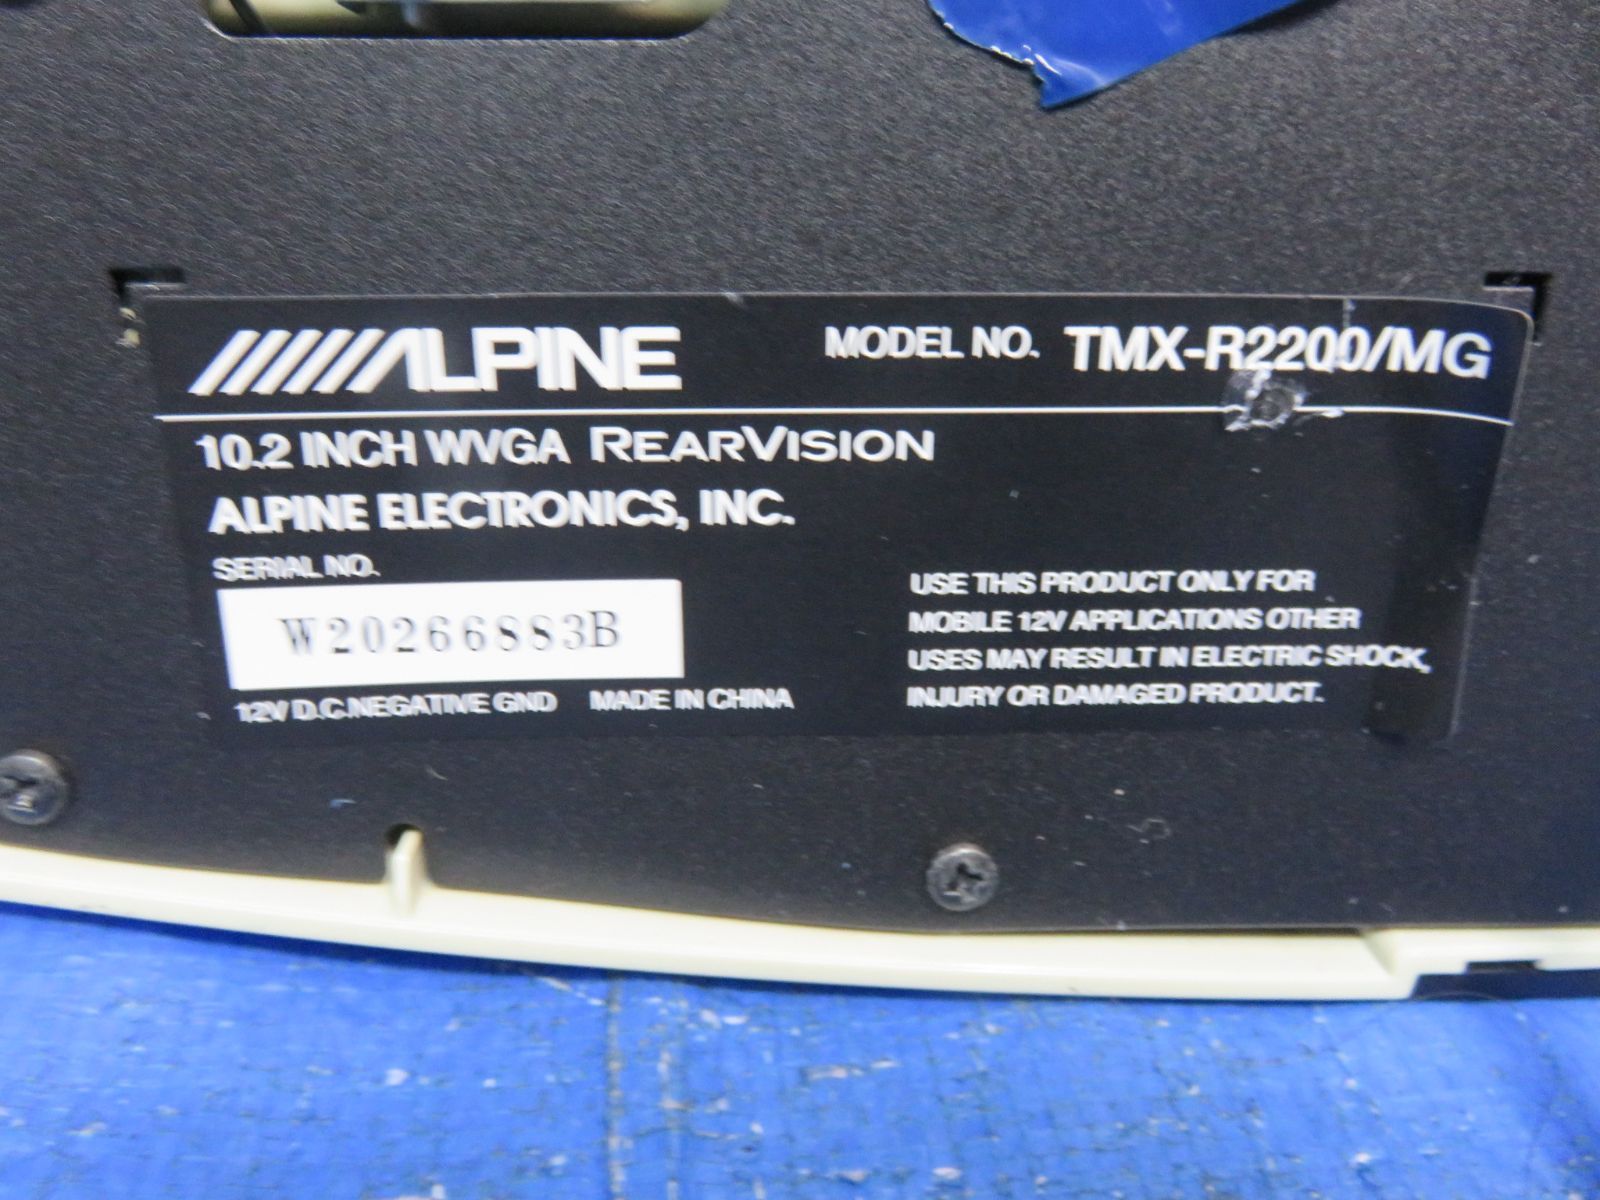 ALPINE MODEL NO. TMX-R2200/MG
10.2 INCH WVGA REARVISION
ALPINE ELECTRONICS, INC.
SERIAL NO.
W20266883B
12V D.C.NEGATIVE GND MADE IN CHINA
USE THIS PRODUCT ONLY FOR
MOBILE 12V APPLICATIONS OTHER
USES MAY RESULT IN ELECTRIC SHOCK,
INJURY OR DAMAGED PRODUCT.